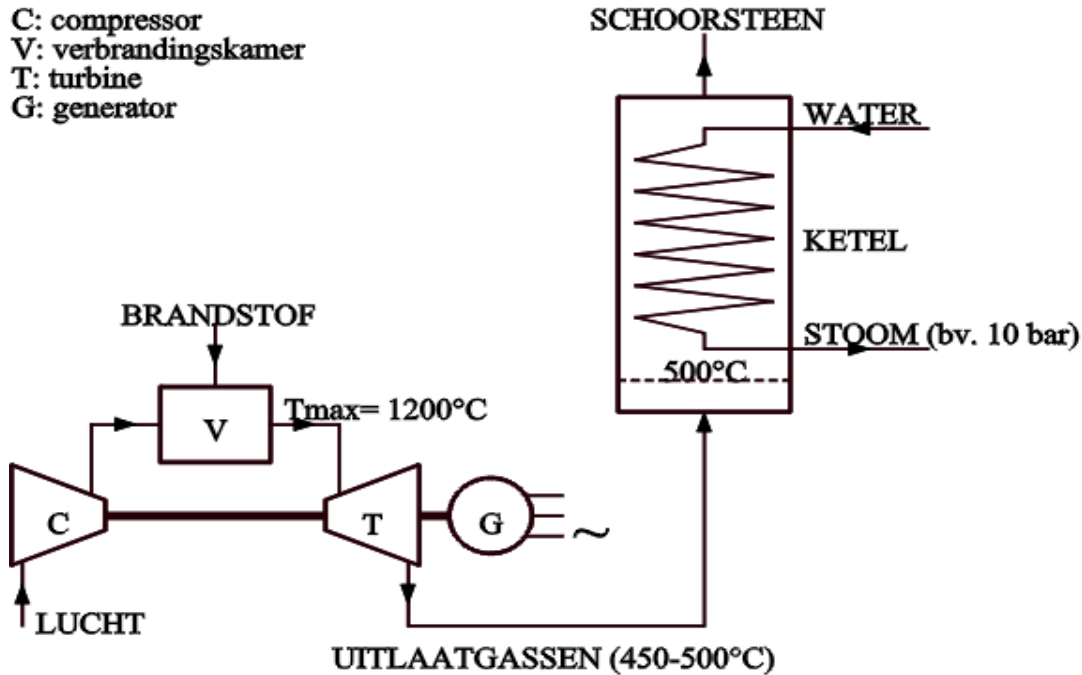 C: compressor
V: verbrandingskamer
T: turbine
G: generator
SCHOORSTEEN
WATER
KETEL
STOOM (bv. 10 bar)
500°C
BRANDSTOF
Tmax= 1200°C
V
C
T
G
~
LUCHT
UITLAATGASSEN (450-500°C)